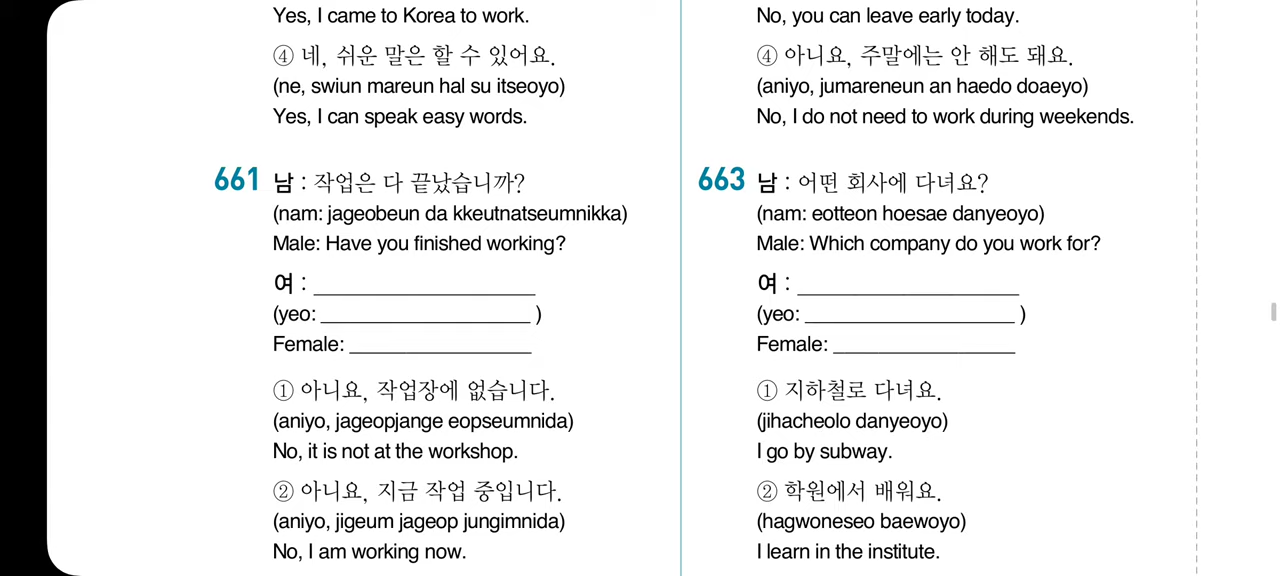 Yes, I came to Korea to work.
④ 네, 쉬운 말은 할 수 있어요.
(ne, swiun mareun hal su itseoyo)
Yes, I can speak easy words.
661 남 : 작업은 다 끝났습니까?
(nam: jageobeun da kkeutnatseumnikka)
Male: Have you finished working?
여 : ____________________
(yeo: ____________________ )
Female: _________________
① 아니요, 작업장에 없습니다.
(aniyo, jageopjange eopseumnida)
No, it is not at the workshop.
② 아니요, 지금 작업 중입니다.
(aniyo, jigeum jageop jungimnida)
No, I am working now.
No, you can leave early today.
④ 아니요, 주말에는 안 해도 돼요.
(aniyo, jumareneun an haedo doaeyo)
No, I do not need to work during weekends.
663 남 : 어떤 회사에 다녀요?
(nam: eotteon hoesae danyeoyo)
Male: Which company do you work for?
여 : ____________________
(yeo: ____________________ )
Female: _________________
① 지하철로 다녀요.
(jihacheolo danyeoyo)
I go by subway.
② 학원에서 배워요.
(hagwoneseo baewoyo)
I learn in the institute.